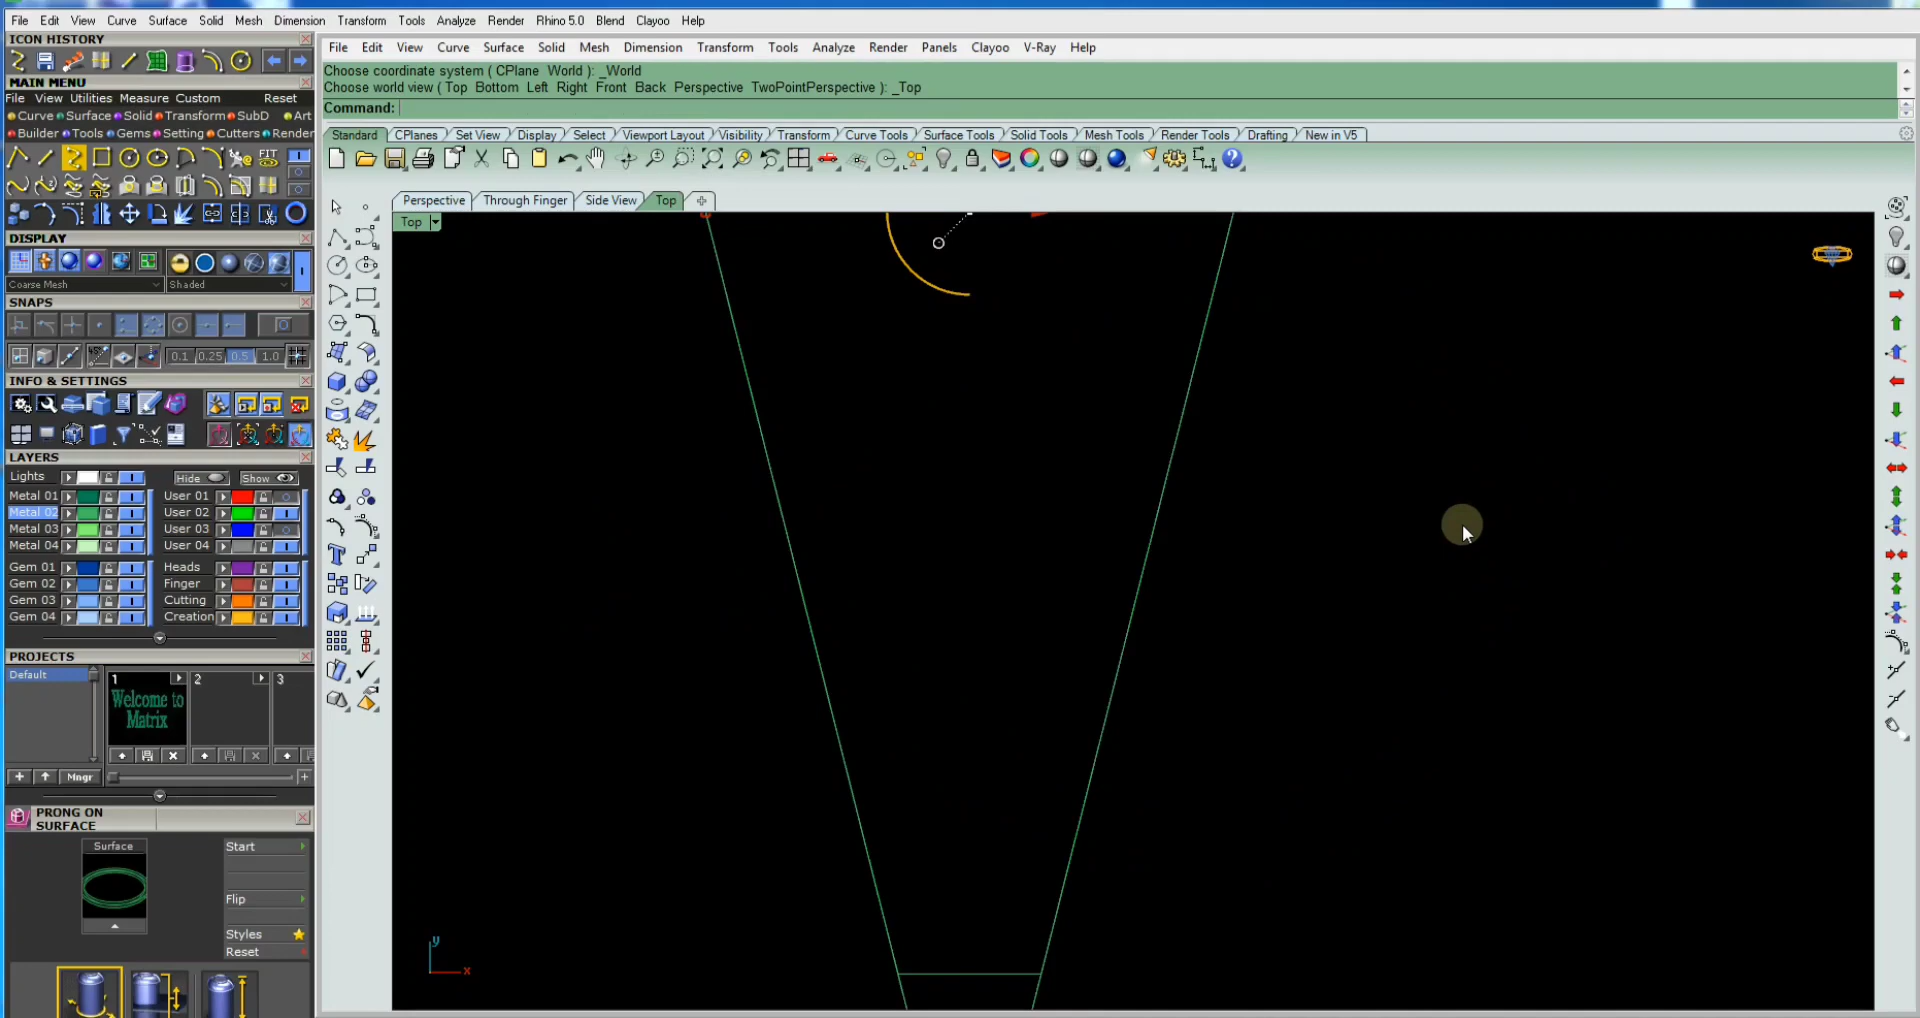 File Edit View Curve Surface Solid Mesh Dimension Transform Tools Analyze Render Rhino 5.0 Blend Clayoo Help
ICON HISTORY
MAIN MENU
File View Utilities Measure Custom Reset
Curve Surface Solid Transform SubD Art
Builder Tools Gems Setting Cutters Render
FIT
DISPLAY
Coarse Mesh Shaded
SNAPS
0.1 0.25 0.5 1.0
INFO & SETTINGS
LAYERS
Lights Hide Show
Metal 01 User 01
Metal 02 User 02
Metal 03 User 03
Metal 04 User 04
Gem 01 Heads
Gem 02 Finger
Gem 03 Cutting
Gem 04 Creation
PROJECTS
Default 1 2 3
Welcome to
Matrix
Mngr
PRONG ON
SURFACE
Surface Start
Flip
Styles
Reset
File Edit View Curve Surface Solid Mesh Dimension Transform Tools Analyze Render Panels Clayoo V-Ray Help
Choose coordinate system ( CPlane World ): _World
Choose world view ( Top Bottom Left Right Front Back Perspective TwoPointPerspective ): _Top
Command:
Standard CPlanes Set View Display Select Viewport Layout Visibility Transform Curve Tools Surface Tools Solid Tools Mesh Tools Render Tools Drafting New in V5
Perspective Through Finger Side View Top
Top
y
x